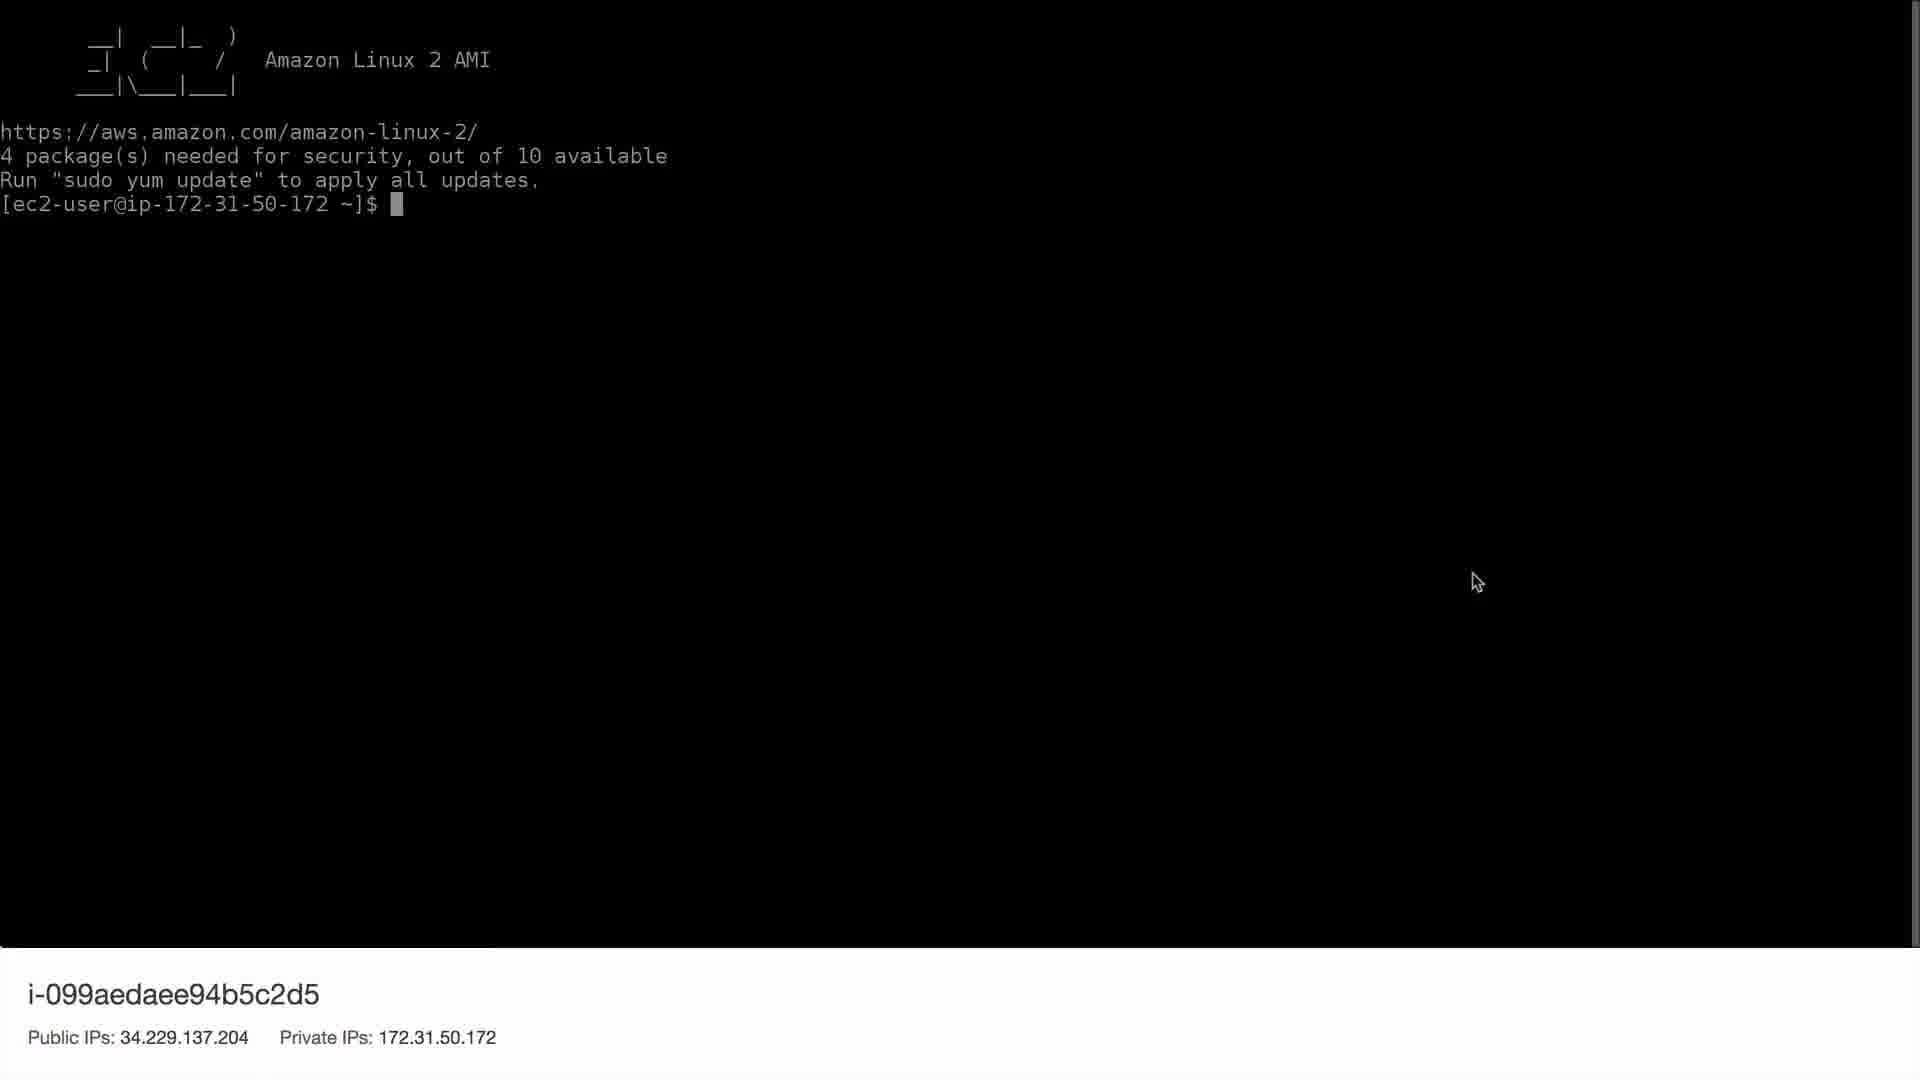 __|  __|_  )
_|  (     /   Amazon Linux 2 AMI
___|\___|___|
https://aws.amazon.com/amazon-linux-2/
4 package(s) needed for security, out of 10 available
Run "sudo yum update" to apply all updates.
[ec2-user@ip-172-31-50-172 ~]$
i-099aedaee94b5c2d5
Public IPs: 34.229.137.204 Private IPs: 172.31.50.172